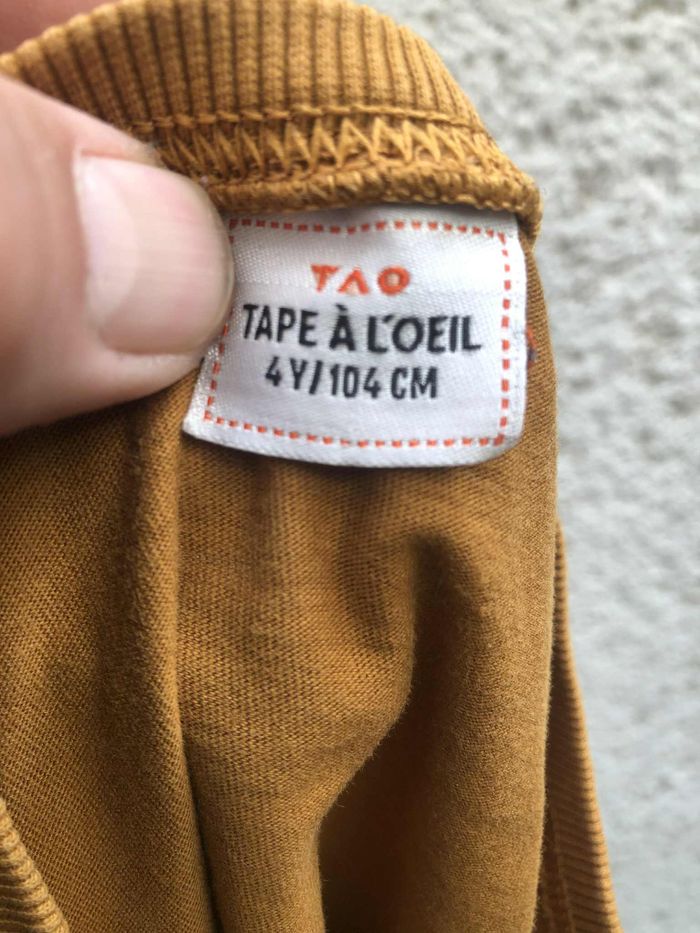 TAO
TAPE À L'OEIL
4Y/104 CM